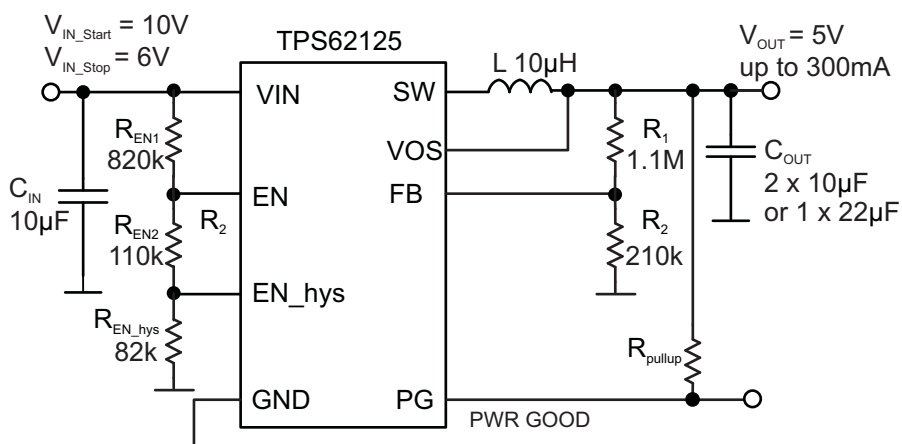 V_IN_Start = 10V
V_IN_Stop = 6V
TPS62125
L 10µH
V_OUT = 5V
up to 300mA
VIN
SW
R_EN1
820k
VOS
R_1
1.1M
C_OUT
2 x 10µF
or 1 x 22µF
C_IN
10µF
EN
FB
R_2
R_EN2
110k
R_2
210k
EN_hys
R_EN_hys
82k
R_pullup
GND
PG
PWR GOOD